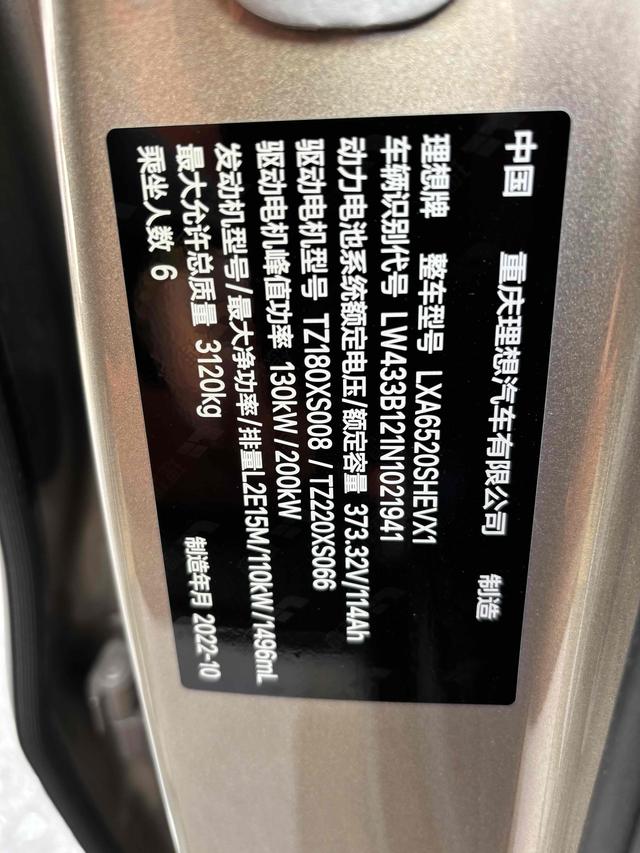 中国 重庆理想汽车有限公司 制造
理想牌 整车型号 LXA6520SHEVX1
车辆识别代号 LW433B121N1021941
动力电池系统额定电压/额定容量 373.32V/114Ah
驱动电机型号 TZ180XS008 / TZ220XS066
驱动电机峰值功率 130kW / 200kW
发动机型号/最大净功率/排量L2E15M/110kW/1496mL
最大允许总质量 3120kg 制造年月 2022-10
乘坐人数 6